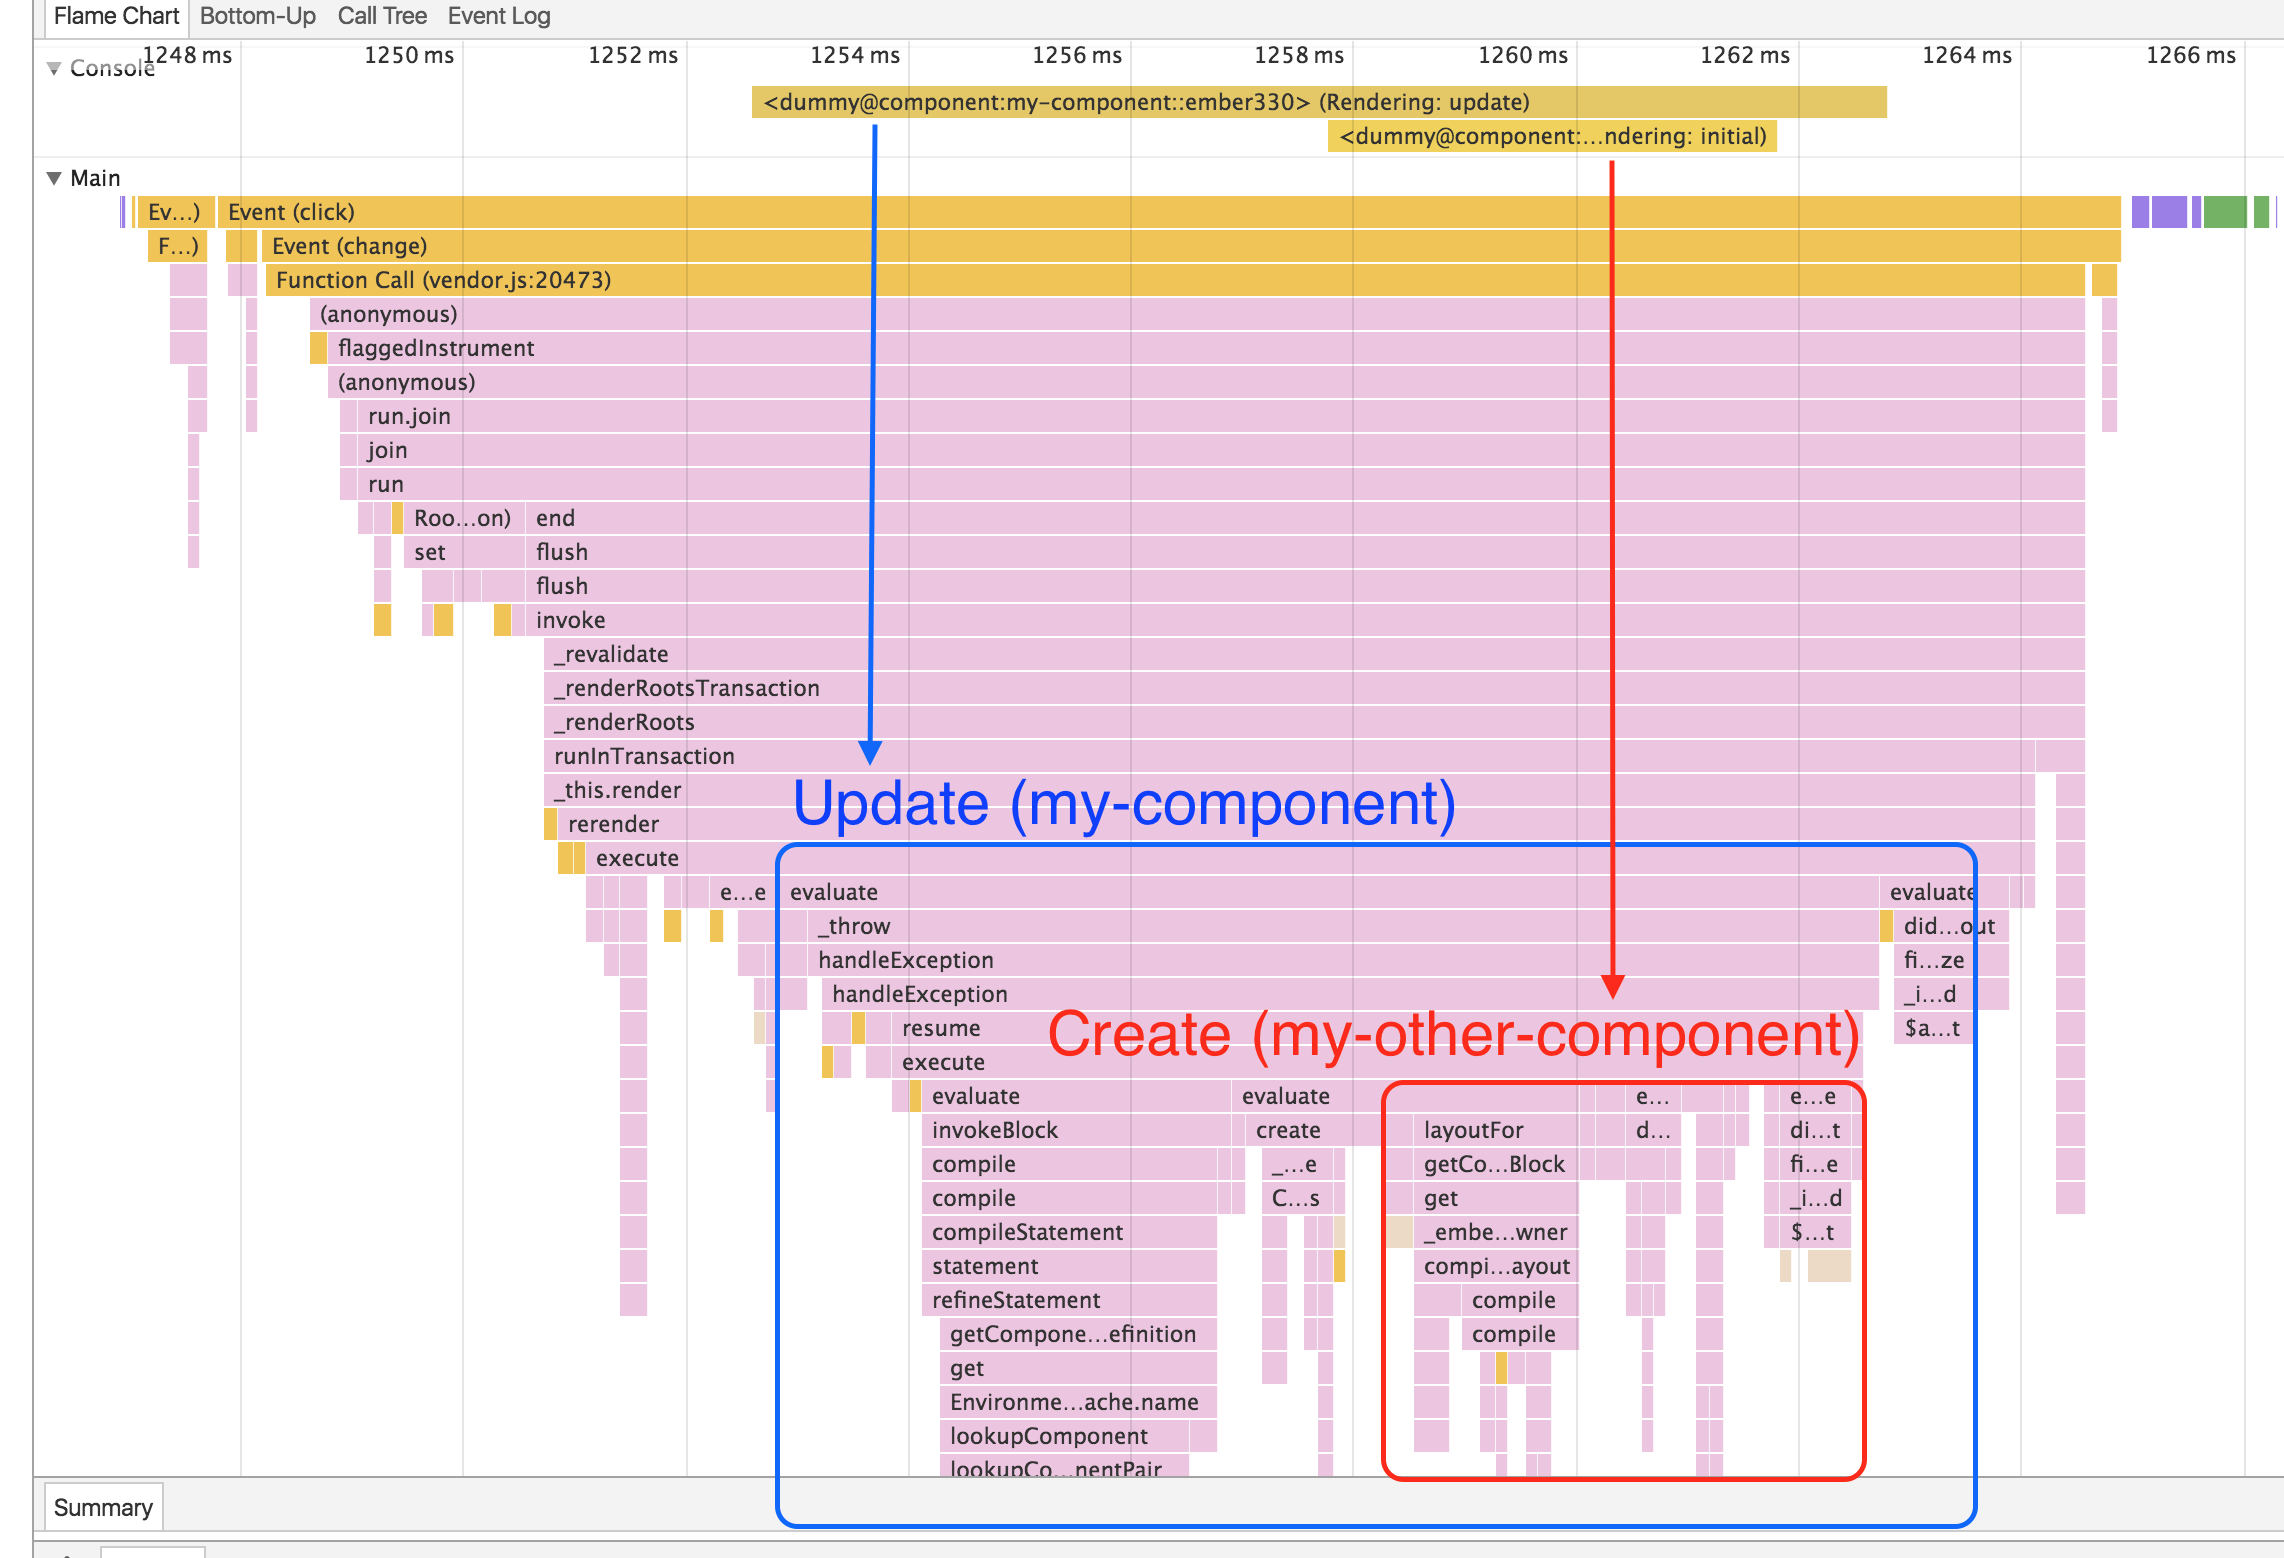 Flame Chart Bottom-Up Call Tree Event Log
1248 ms 1250 ms 1252 ms 1254 ms 1256 ms 1258 ms 1260 ms 1262 ms 1264 ms 1266 ms
Console
<dummy@component:my-component::ember330> (Rendering: update)
<dummy@component:...ndering: initial)
Main
Ev...) Event (click)
F...) Event (change)
Function Call (vendor.js:20473)
(anonymous)
flaggedInstrument
(anonymous)
run.join
join
run
Roo...on) end
set flush
flush
invoke
_revalidate
_renderRootsTransaction
_renderRoots
runInTransaction
_this.render
Update (my-component)
rerender
execute
e...e evaluate evaluate
_throw did...out
handleException fi...ze
handleException _i...d
resume $a...t
Create (my-other-component)
execute
evaluate evaluate e... e...e
invokeBlock create layoutFor d... di...t
compile _...e getCo...Block fi...e
compile C...s get _i...d
compileStatement _embe...wner $...t
statement compi...ayout
refineStatement compile
getCompone...efinition compile
get
Environme...ache.name
lookupComponent
lookupCo...nentPair
Summary